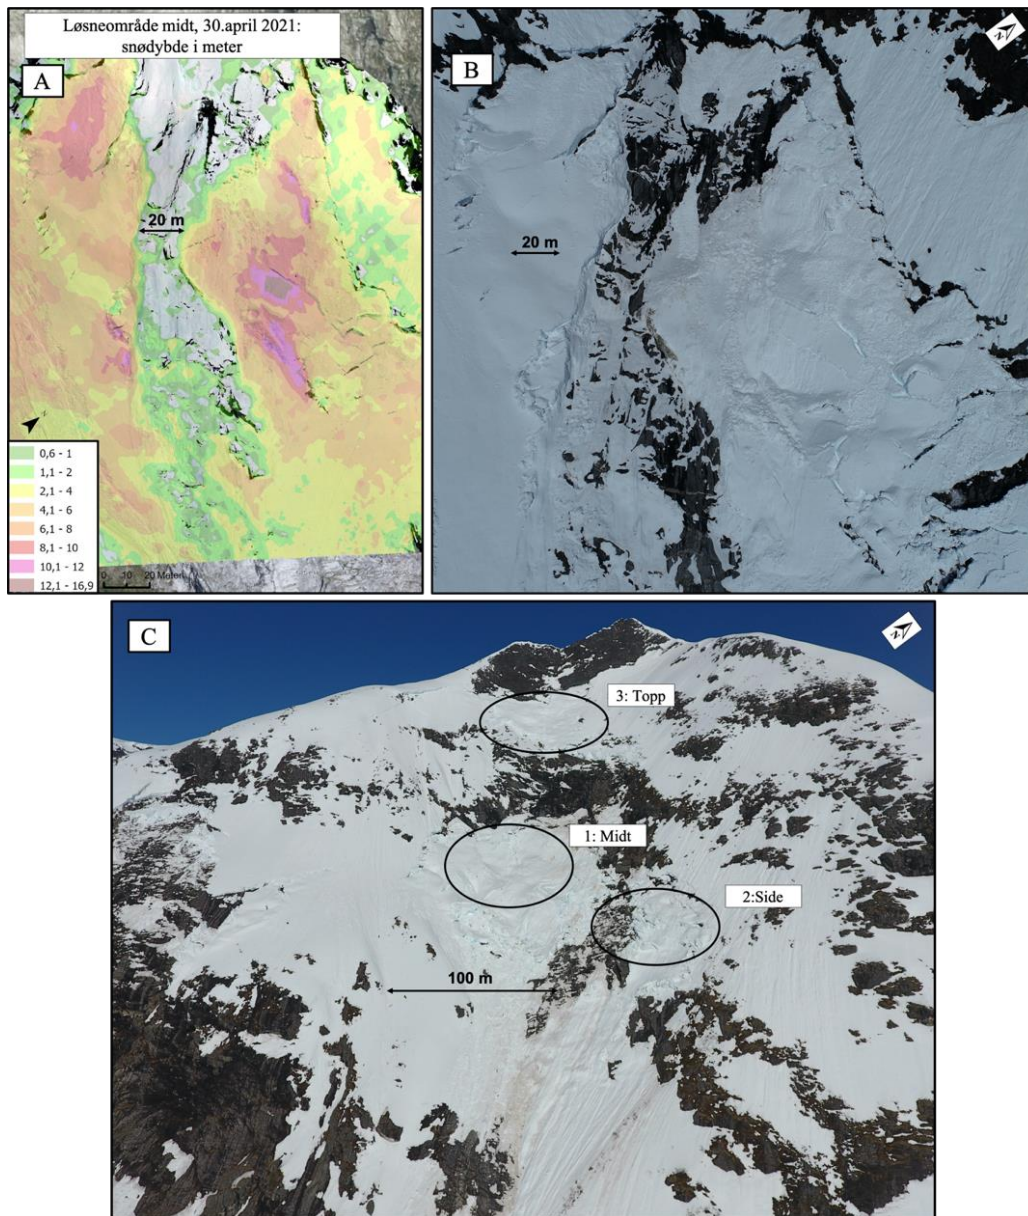 Løsneområde midt, 30.april 2021:
snødybde i meter
A
20 m
0,6 - 1
1,1 - 2
2,1 - 4
4,1 - 6
6,1 - 8
8,1 - 10
10,1 - 12
12,1 - 16,9
0 10 20 Meter
B
N
20 m
C
N
3: Topp
1: Midt
2:Side
100 m